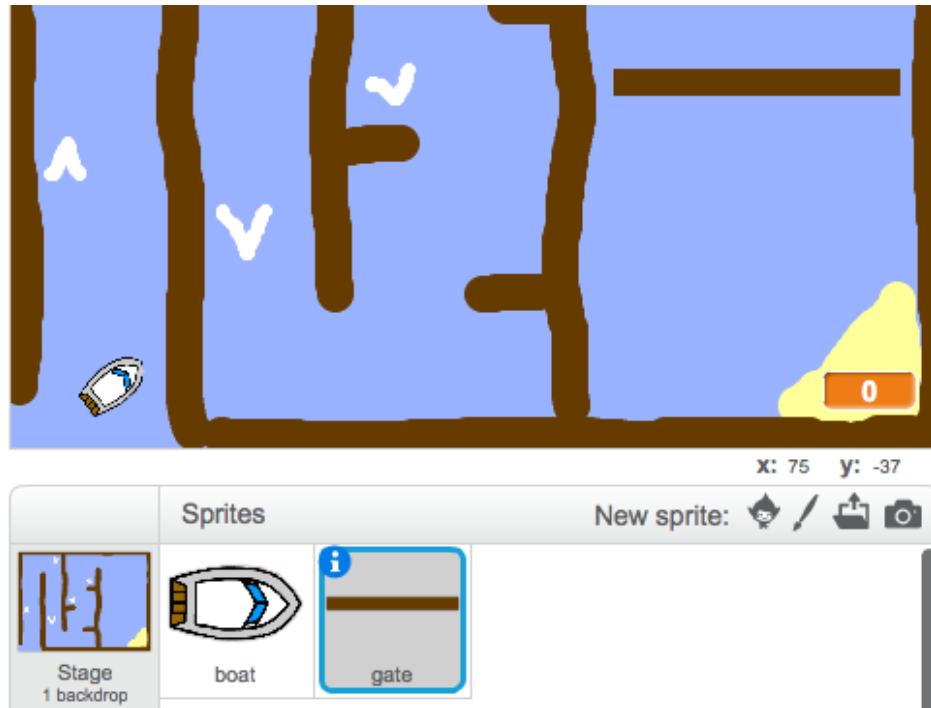 0
x: 75 y: -37
Sprites
New sprite:
Stage
1 backdrop
boat
gate